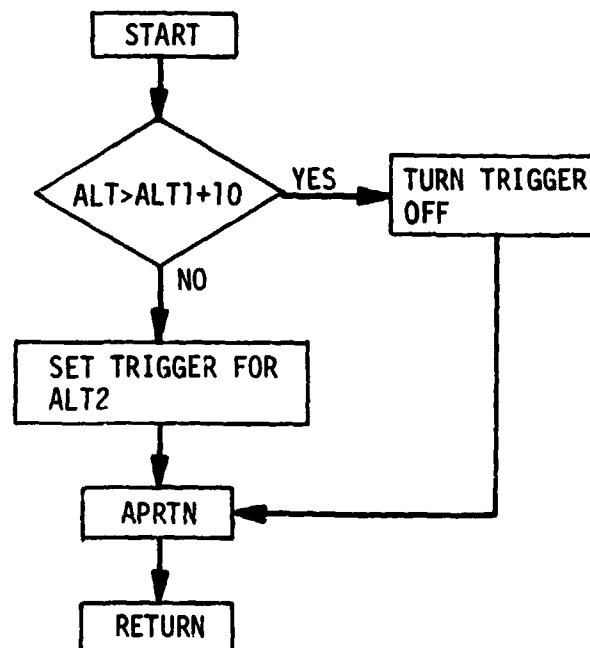 START
ALT>ALT1+10
YES
TURN TRIGGER
OFF
NO
SET TRIGGER FOR
ALT2
APRTN
RETURN